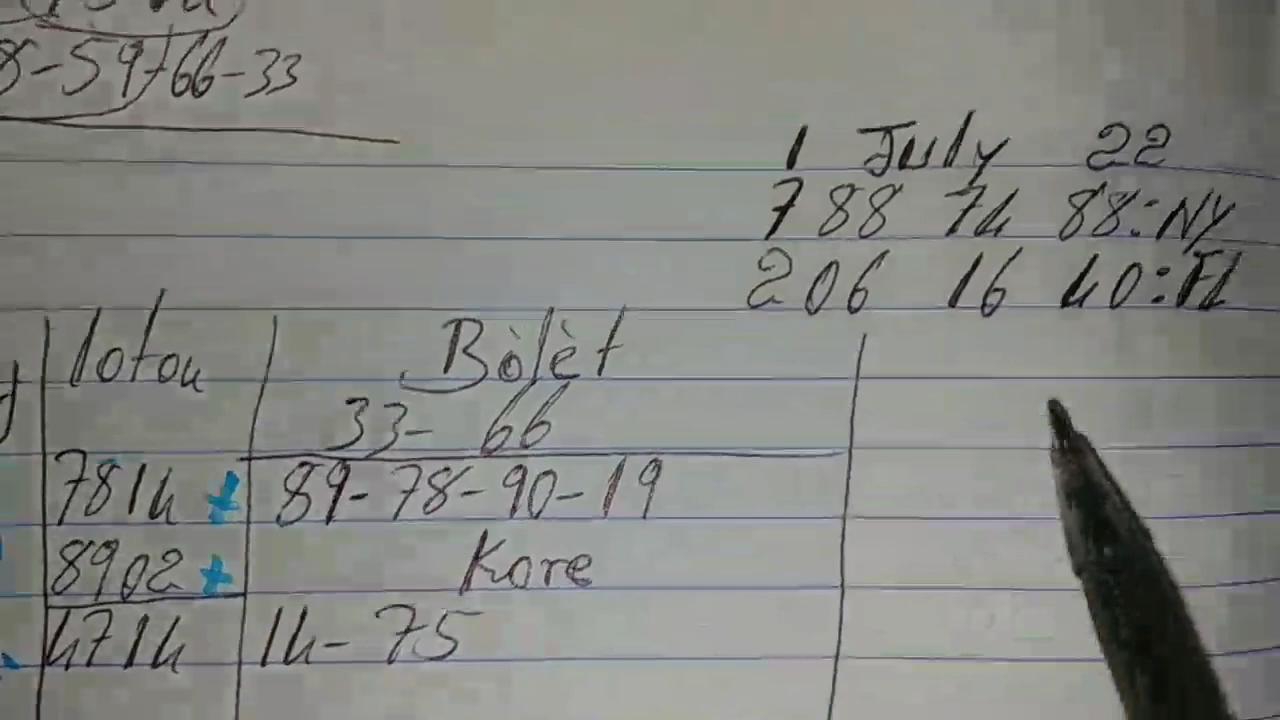 8-59+66-33
1 July 22
788 74 88:NY
206 16 40:FL
lotou Bòlèt
33- 66
7814 + 89-78-90-19
8902 + Kore
4714 14-75